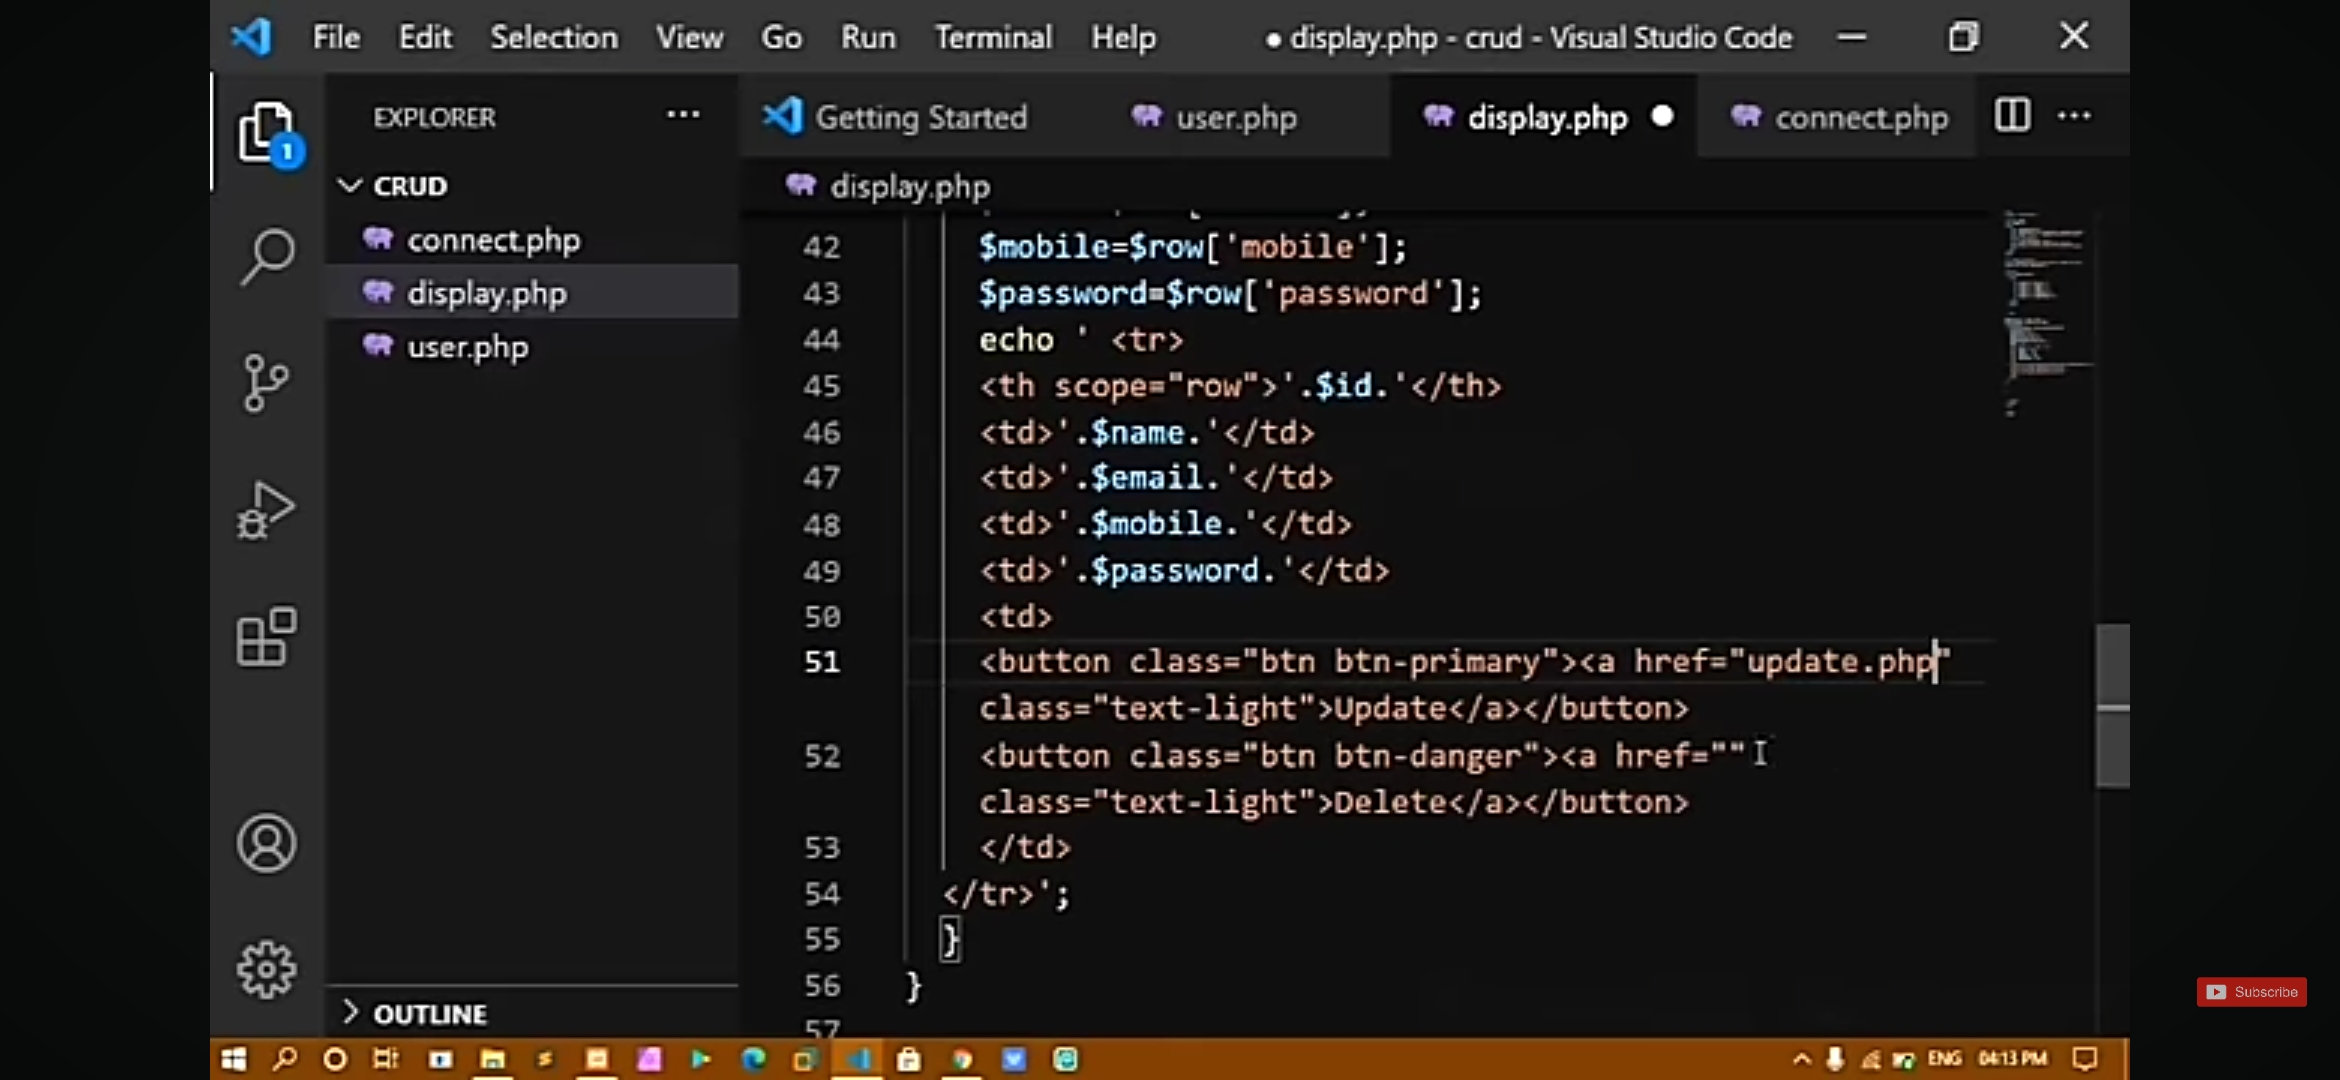 File Edit Selection View Go Run Terminal Help ● display.php - crud - Visual Studio Code
EXPLORER ···
Getting Started user.php display.php ● connect.php ···
1
CRUD
display.php
connect.php
display.php
user.php
42 $mobile=$row['mobile'];
43 $password=$row['password'];
44 echo ' <tr>
45 <th scope="row">'.$id.'</th>
46 <td>'.$name.'</td>
47 <td>'.$email.'</td>
48 <td>'.$mobile.'</td>
49 <td>'.$password.'</td>
50 <td>
51 <button class="btn btn-primary"><a href="update.php"
class="text-light">Update</a></button>
52 <button class="btn btn-danger"><a href=""
class="text-light">Delete</a></button>
53 </td>
54 </tr>';
55 }
56 }
57
OUTLINE
Subscribe
ENG 04:13 PM